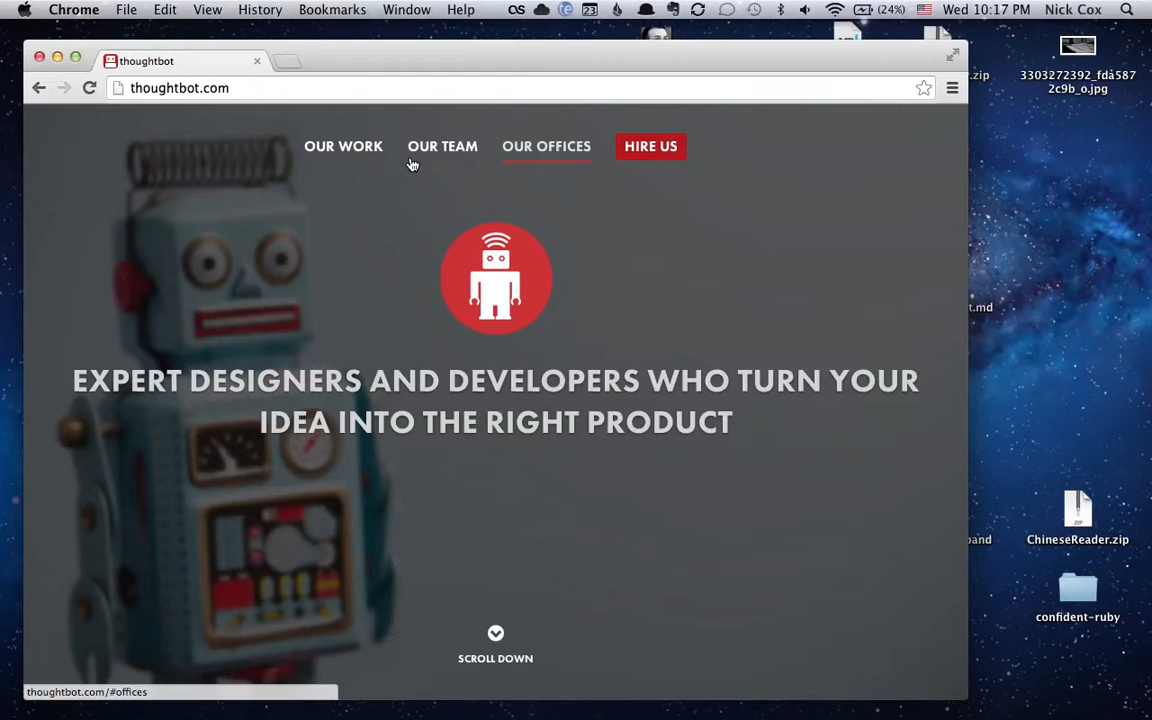 Chrome File Edit View History Bookmarks Window Help
(24%) Wed 10:17 PM Nick Cox
23
thoughtbot
thoughtbot.com
OUR WORK OUR TEAM OUR OFFICES HIRE US
EXPERT DESIGNERS AND DEVELOPERS WHO TURN YOUR
IDEA INTO THE RIGHT PRODUCT
SCROLL DOWN
thoughtbot.com/#offices
.zip
3303272392_fda587
2c9b_o.jpg
t.md
ZIP
ChineseReader.zip
band
confident-ruby